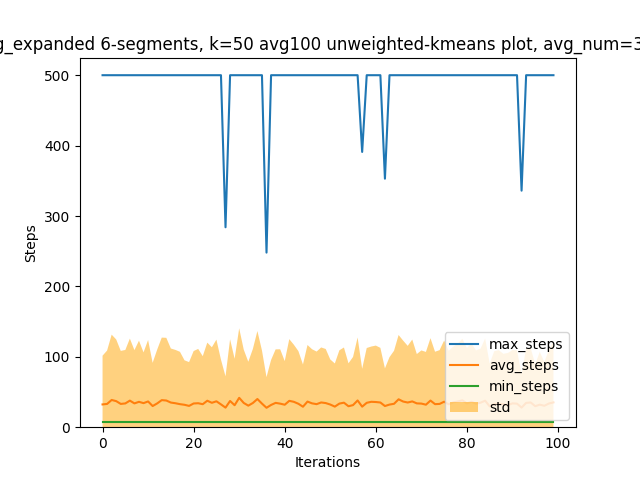 g_expanded 6-segments, k=50 avg100 unweighted-kmeans plot, avg_num=3
500
400
300
200
100
0
Steps
0 20 40 60 80 100
Iterations
max_steps
avg_steps
min_steps
std